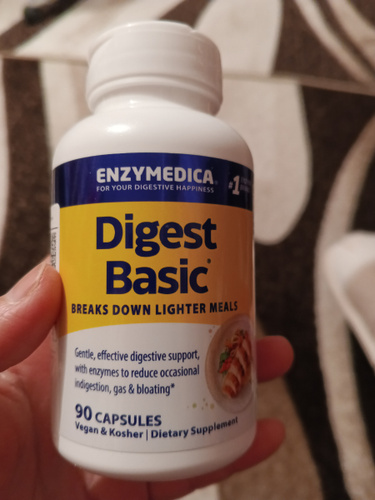 ENZYMEDICA
FOR YOUR DIGESTIVE HAPPINESS
#1
Digest
Basic
BREAKS DOWN LIGHTER MEALS
Gentle, effective digestive support,
with enzymes to reduce occasional
indigestion, gas & bloating*
90 CAPSULES
Vegan & Kosher | Dietary Supplement